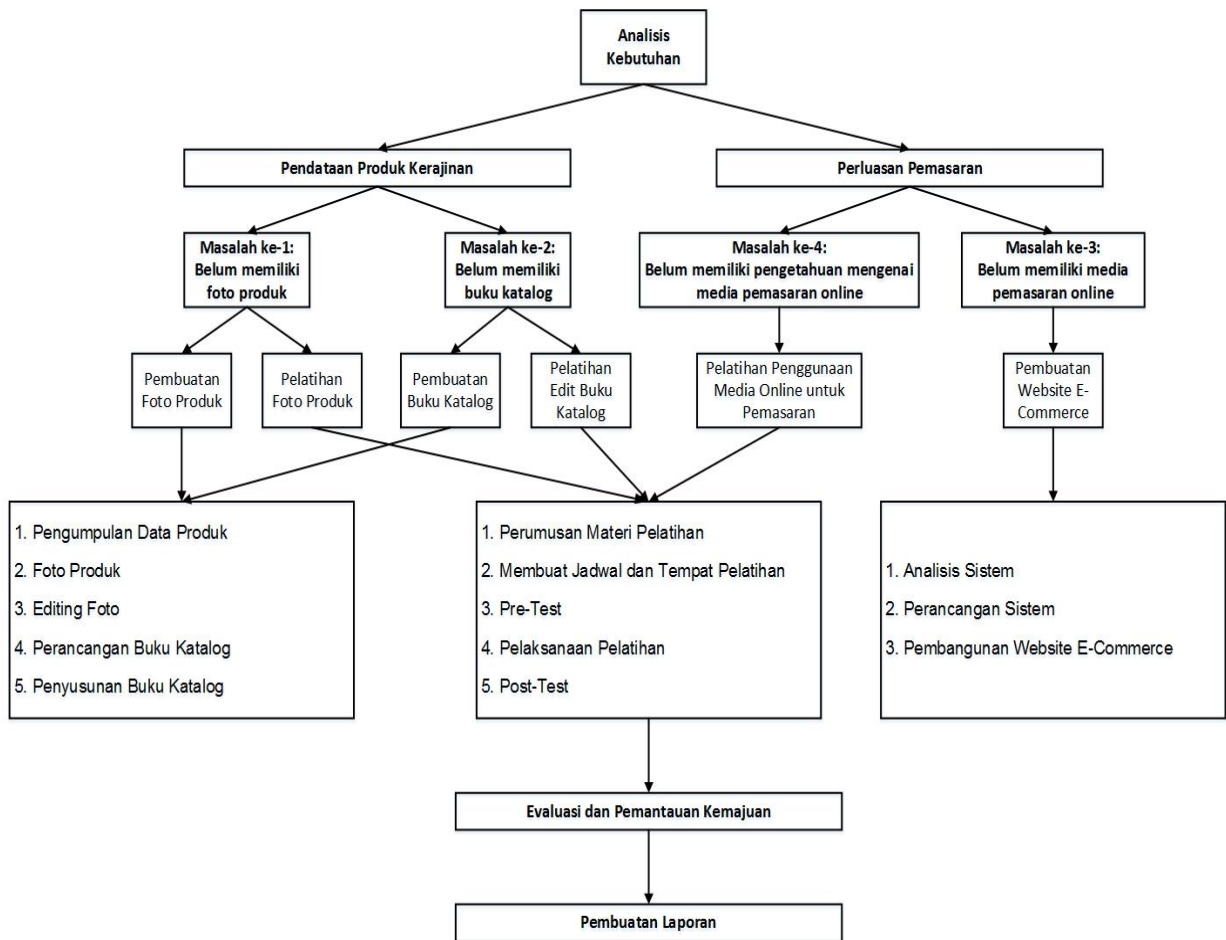 Analisis
Kebutuhan
Pendataan Produk Kerajinan
Perluasan Pemasaran
Masalah ke-1:
Belum memiliki
foto produk
Masalah ke-2:
Belum memiliki
buku katalog
Masalah ke-4:
Belum memiliki pengetahuan mengenai
media pemasaran online
Masalah ke-3:
Belum memiliki media
pemasaran online
Pembuatan
Foto Produk
Pelatihan
Foto Produk
Pembuatan
Buku Katalog
Pelatihan
Edit Buku
Katalog
Pelatihan Penggunaan
Media Online untuk
Pemasaran
Pembuatan
Website E-
Commerce
1. Pengumpulan Data Produk
2. Foto Produk
3. Editing Foto
4. Perancangan Buku Katalog
5. Penyusunan Buku Katalog
1. Perumusan Materi Pelatihan
2. Membuat Jadwal dan Tempat Pelatihan
3. Pre-Test
4. Pelaksanaan Pelatihan
5. Post-Test
1. Analisis Sistem
2. Perancangan Sistem
3. Pembangunan Website E-Commerce
Evaluasi dan Pemantauan Kemajuan
Pembuatan Laporan